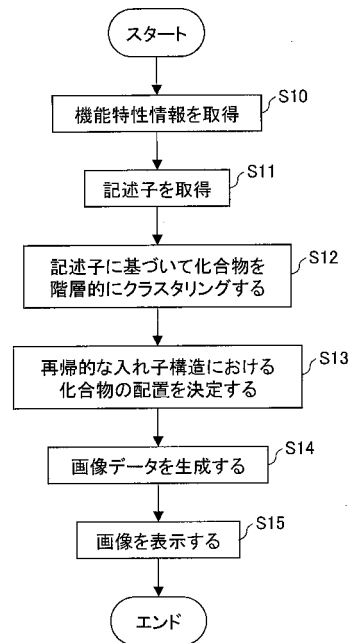 スタート
S10
機能特性情報を取得
S11
記述子を取得
S12
記述子に基づいて化合物を
階層的にクラスタリングする
S13
再帰的な入れ子構造における
化合物の配置を決定する
S14
画像データを生成する
S15
画像を表示する
エンド